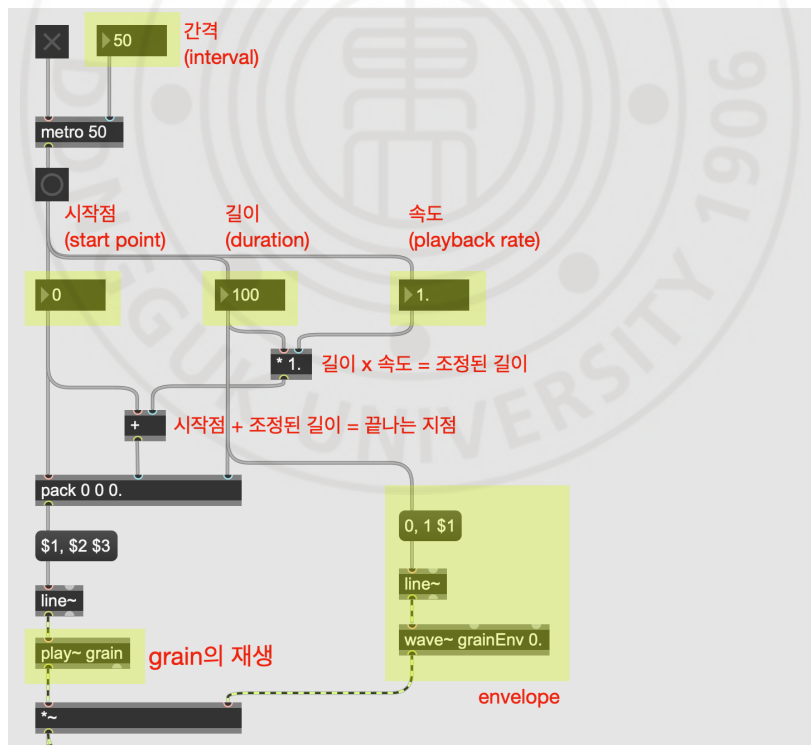 50
간격
(interval)
metro 50
시작점
(start point)
길이
(duration)
속도
(playback rate)
0
100
1.
* 1.
길이 x 속도 = 조정된 길이
+
시작점 + 조정된 길이 = 끝나는 지점
pack 0 0 0.
0, 1 $1
$1, $2 $3
line~
line~
play~ grain
grain의 재생
wave~ grainEnv 0.
envelope
*~
DONGGUK UNIVERSITY 1906